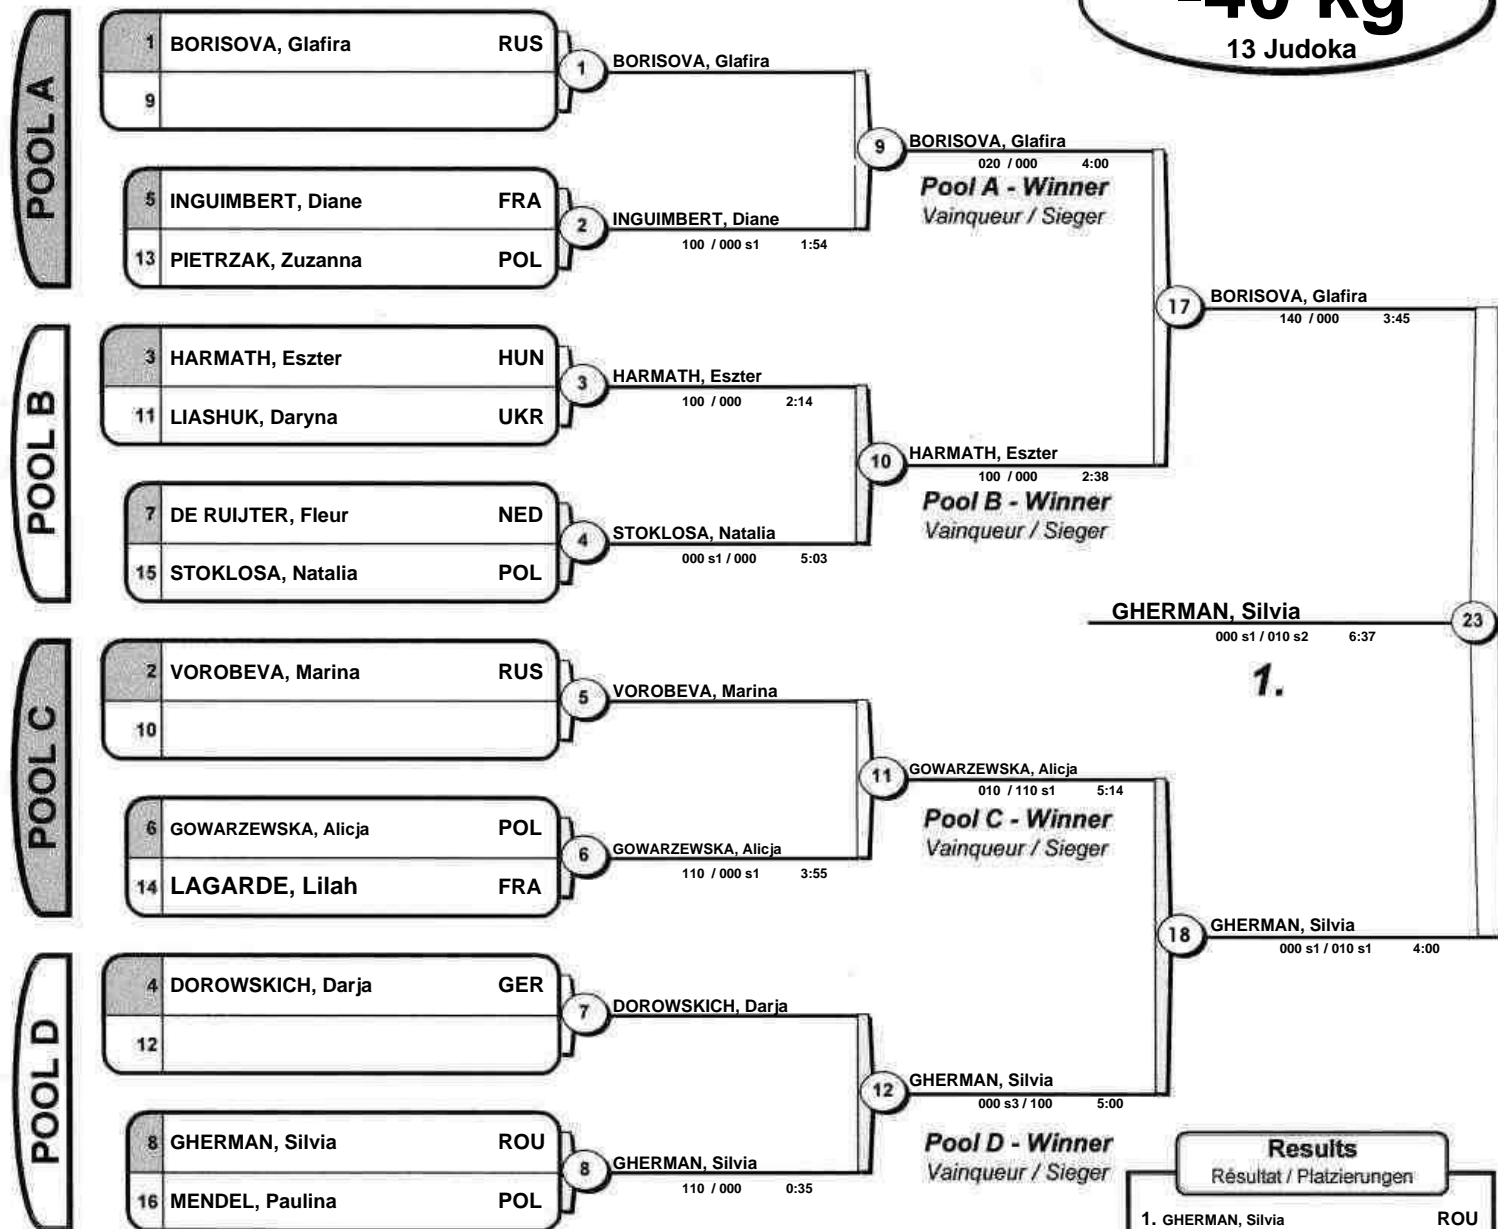 -40 kg
13 Judoka
POOL A
1 BORISOVA, Glafira RUS
9
1
BORISOVA, Glafira
5 INGUIMBERT, Diane FRA
13 PIETRZAK, Zuzanna POL
2
INGUIMBERT, Diane
100 / 000 s1 1:54
9
BORISOVA, Glafira
020 / 000 4:00
Pool A - Winner
Vainqueur / Sieger
POOL B
3 HARMATH, Eszter HUN
11 LIASHUK, Daryna UKR
3
HARMATH, Eszter
100 / 000 2:14
7 DE RUIJTER, Fleur NED
15 STOKLOSA, Natalia POL
4
STOKLOSA, Natalia
000 s1 / 000 5:03
10
HARMATH, Eszter
100 / 000 2:38
Pool B - Winner
Vainqueur / Sieger
17
BORISOVA, Glafira
140 / 000 3:45
GHERMAN, Silvia
23
000 s1 / 010 s2 6:37
1.
POOL C
2 VOROBEVA, Marina RUS
10
5
VOROBEVA, Marina
6 GOWARZEWSKA, Alicja POL
14 LAGARDE, Lilah FRA
6
GOWARZEWSKA, Alicja
110 / 000 s1 3:55
11
GOWARZEWSKA, Alicja
010 / 110 s1 5:14
Pool C - Winner
Vainqueur / Sieger
POOL D
4 DOROWSKICH, Darja GER
12
7
DOROWSKICH, Darja
8 GHERMAN, Silvia ROU
16 MENDEL, Paulina POL
8
GHERMAN, Silvia
110 / 000 0:35
12
GHERMAN, Silvia
000 s3 / 100 5:00
Pool D - Winner
Vainqueur / Sieger
18
GHERMAN, Silvia
000 s1 / 010 s1 4:00
Results
Résultat / Platzierungen
1. GHERMAN, Silvia ROU